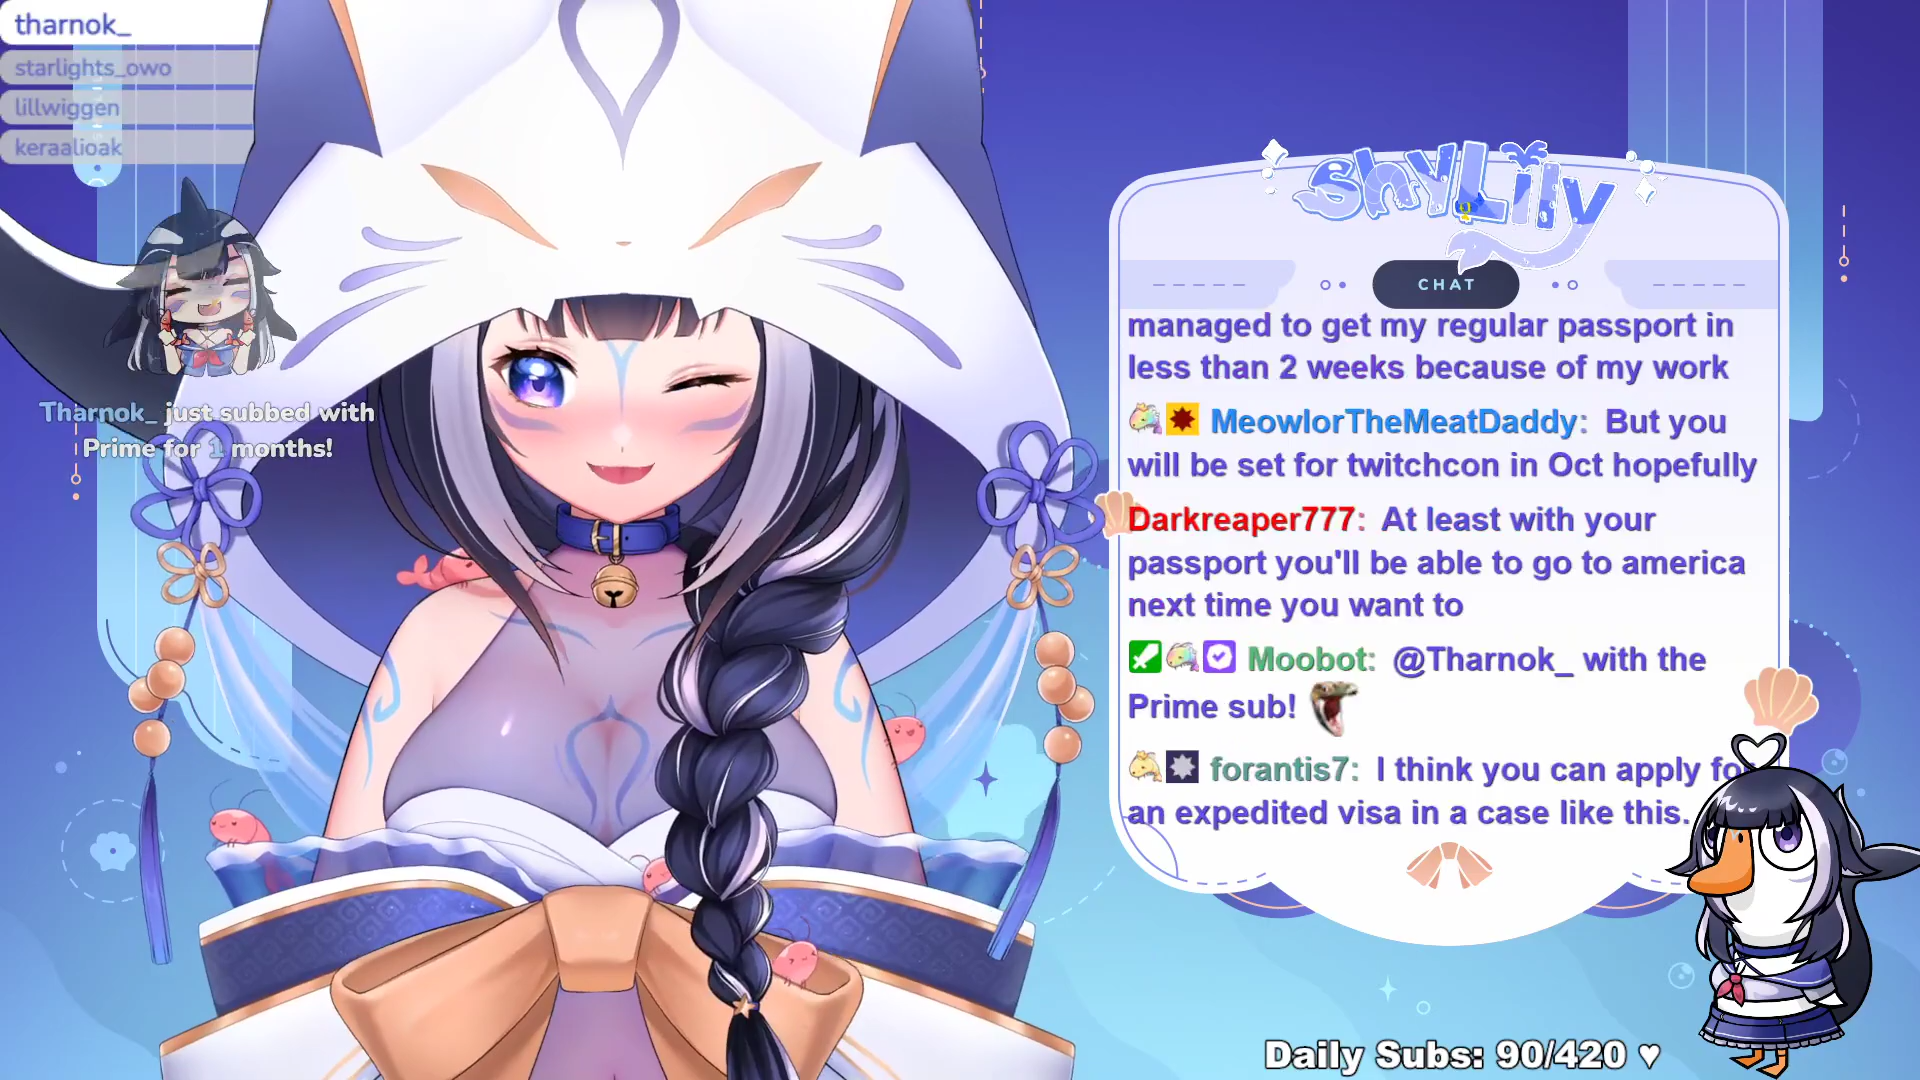 tharnok_
starlights_owo
lillwiggen
keraalioak
Tharnok_ just subbed with
Prime for 1 months!
shyLily
CHAT
managed to get my regular passport in
less than 2 weeks because of my work
MeowlorTheMeatDaddy: But you
will be set for twitchcon in Oct hopefully
Darkreaper777: At least with your
passport you'll be able to go to america
next time you want to
Moobot: @Tharnok_ with the
Prime sub!
forantis7: I think you can apply for
an expedited visa in a case like this.
Daily Subs: 90/420 ♥